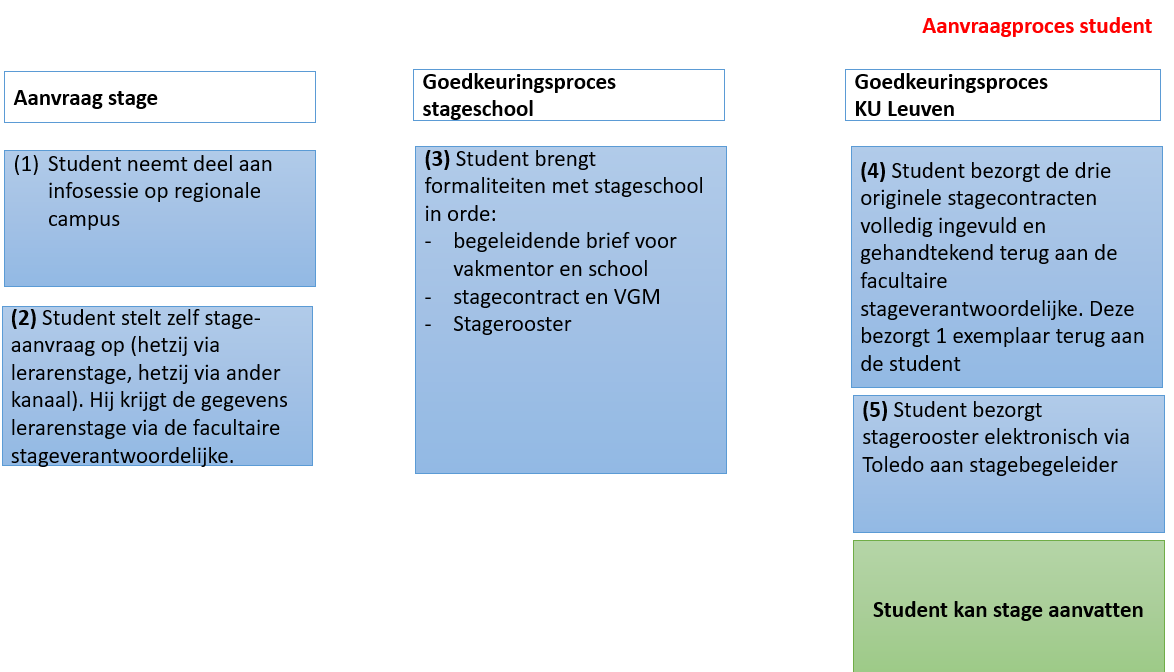 Aanvraagproces student
Aanvraag stage
(1) Student neemt deel aan
infosessie op regionale
campus
(2) Student stelt zelf stage-
aanvraag op (hetzij via
lerarenstage, hetzij via ander
kanaal). Hij krijgt de gegevens
lerarenstage via de facultaire
stageverantwoordelijke.
Goedkeuringsproces
stageschool
(3) Student brengt
formaliteiten met stageschool
in orde:
- begeleidende brief voor
vakmentor en school
- stagecontract en VGM
- Stagerooster
Goedkeuringsproces
KU Leuven
(4) Student bezorgt de drie
originele stagecontracten
volledig ingevuld en
gehandtekend terug aan de
facultaire
stageverantwoordelijke. Deze
bezorgt 1 exemplaar terug aan
de student
(5) Student bezorgt
stagerooster elektronisch via
Toledo aan stagebegeleider
Student kan stage aanvatten